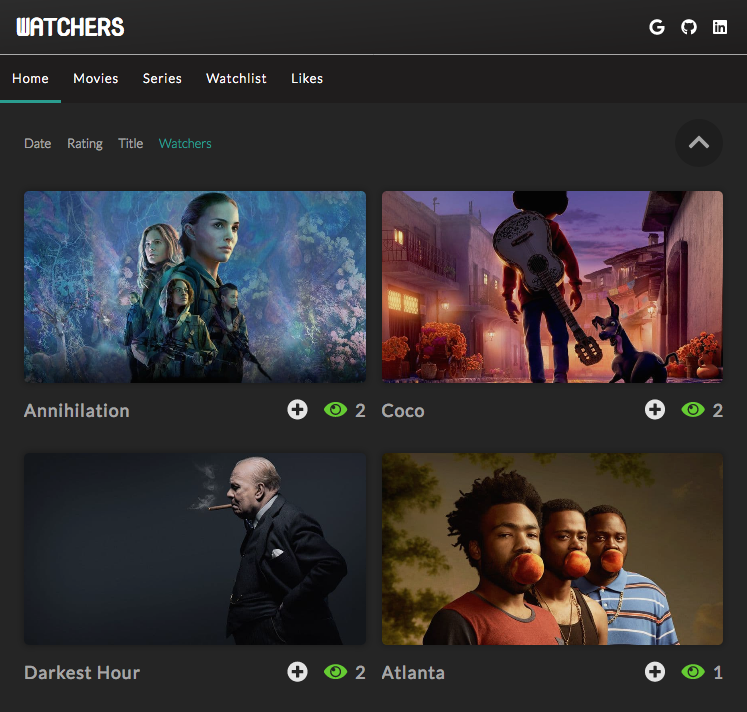 WATCHERS
Home Movies Series Watchlist Likes
Date Rating Title Watchers
Annihilation 2 Coco 2
Darkest Hour 2 Atlanta 1